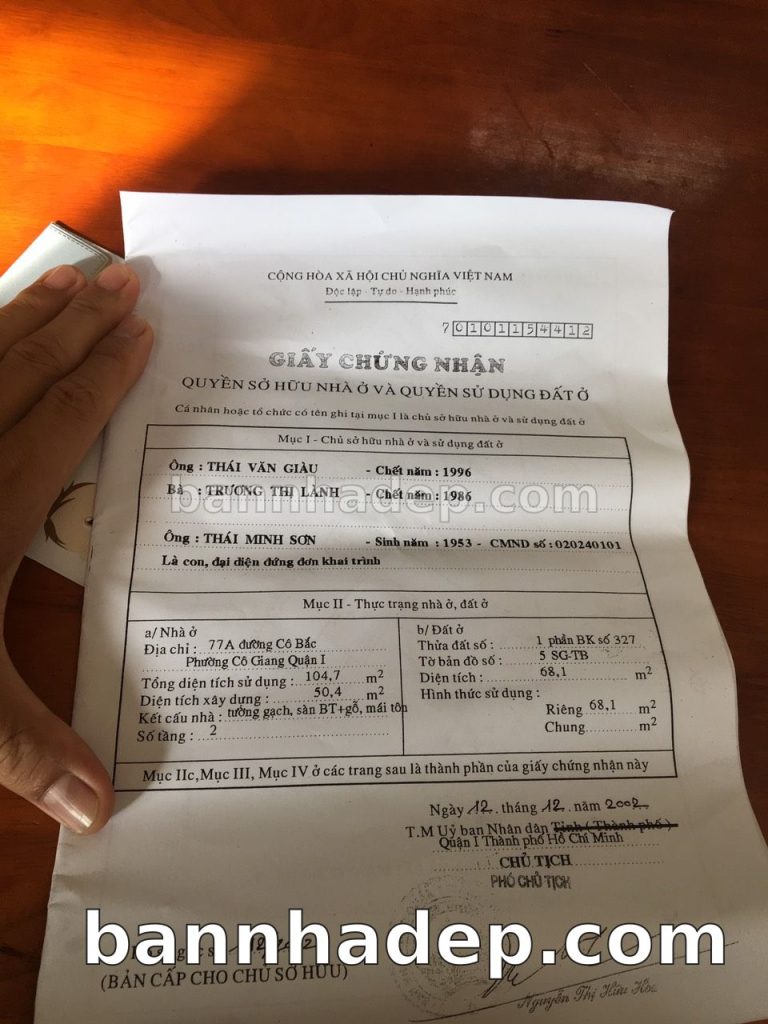 CỘNG HÒA XÃ HỘI CHỦ NGHĨA VIỆT NAM
Độc lập - Tự do - Hạnh phúc
70101154412
GIẤY CHỨNG NHẬN
QUYỀN SỞ HỮU NHÀ Ở VÀ QUYỀN SỬ DỤNG ĐẤT Ở
Cá nhân hoặc tổ chức có tên ghi tại mục I là chủ sở hữu nhà ở và sử dụng đất ở
Mục I - Chủ sở hữu nhà ở và sử dụng đất ở
Ông : THÁI VĂN GIÀU - Chết năm : 1996
Bà : TRƯƠNG THỊ LÀNH - Chết năm : 1986
bannhadep.com
Ông : THÁI MINH SƠN - Sinh năm : 1953 - CMND số : 020240101
Là con, đại diện đứng đơn khai trình
Mục II - Thực trạng nhà ở, đất ở
a/ Nhà ở
Địa chỉ : 77A đường Cô Bắc
Phường Cô Giang Quận I
Tổng diện tích sử dụng : 104,7 m2
Diện tích xây dựng : 50,4 m2
Kết cấu nhà : tường gạch, sàn BT+gỗ, mái tôn
Số tầng : 2
b/ Đất ở
Thửa đất số : 1 phần BK số 327
Tờ bản đồ số : 5 SG-TB
Diện tích : 68,1 m2
Hình thức sử dụng :
Riêng 68,1 m2
Chung m2
Mục IIc, Mục III, Mục IV ở các trang sau là thành phần của giấy chứng nhận này
Ngày 12. tháng 12. năm 2002
T.M Uỷ ban Nhân dân Tỉnh ( Thành phố )
Quận I Thành phố Hồ Chí Minh
CHỦ TỊCH
PHÓ CHỦ TỊCH
bannhadep.com
(BẢN CẤP CHO CHỦ SỞ HỮU)
Nguyễn Thị Hữu Hoa